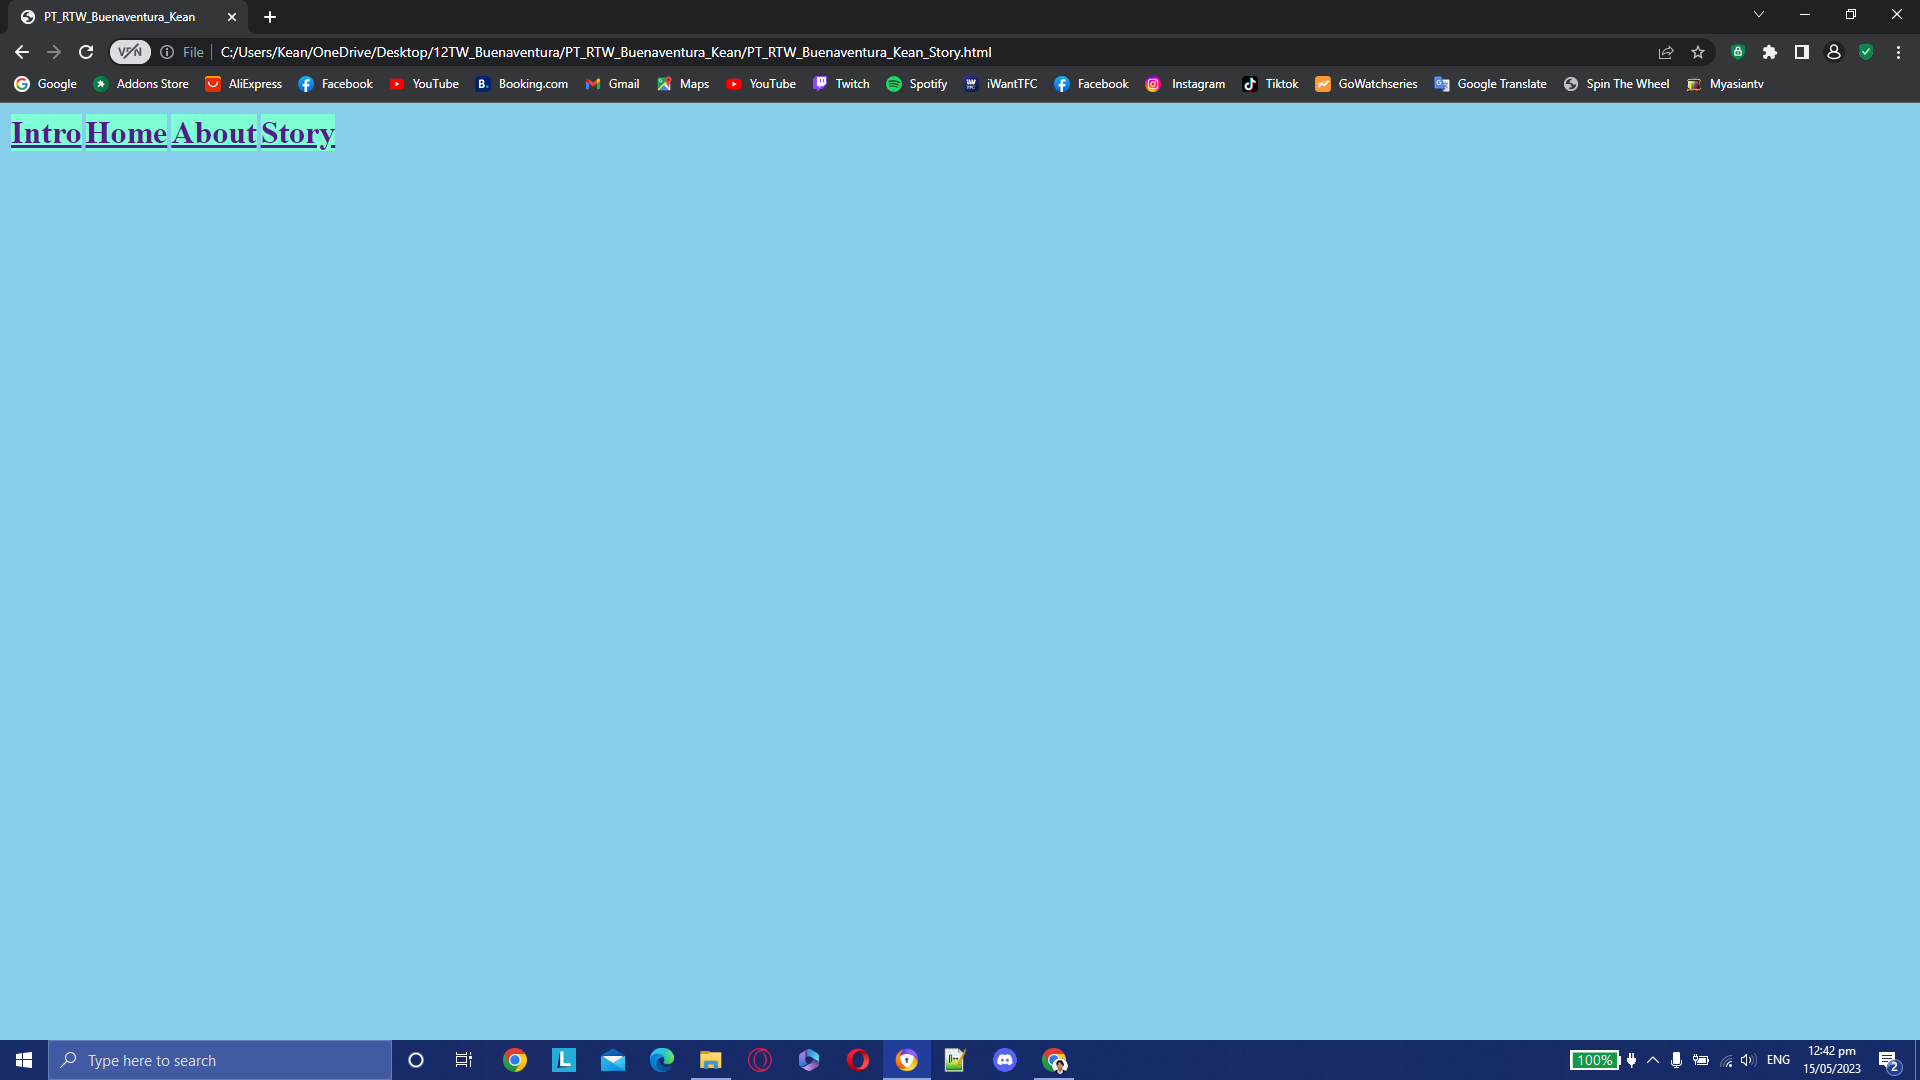 PT_RTW_Buenaventura_Kean
VPN File C:/Users/Kean/OneDrive/Desktop/12TW_Buenaventura/PT_RTW_Buenaventura_Kean/PT_RTW_Buenaventura_Kean_Story.html
Google Addons Store AliExpress Facebook YouTube B. Booking.com Gmail Maps YouTube Twitch Spotify iWantTFC Facebook Instagram Tiktok GoWatchseries Google Translate Spin The Wheel Myasiantv
Intro Home About Story
Type here to search L 100% ENG 12:42 pm
15/05/2023 2